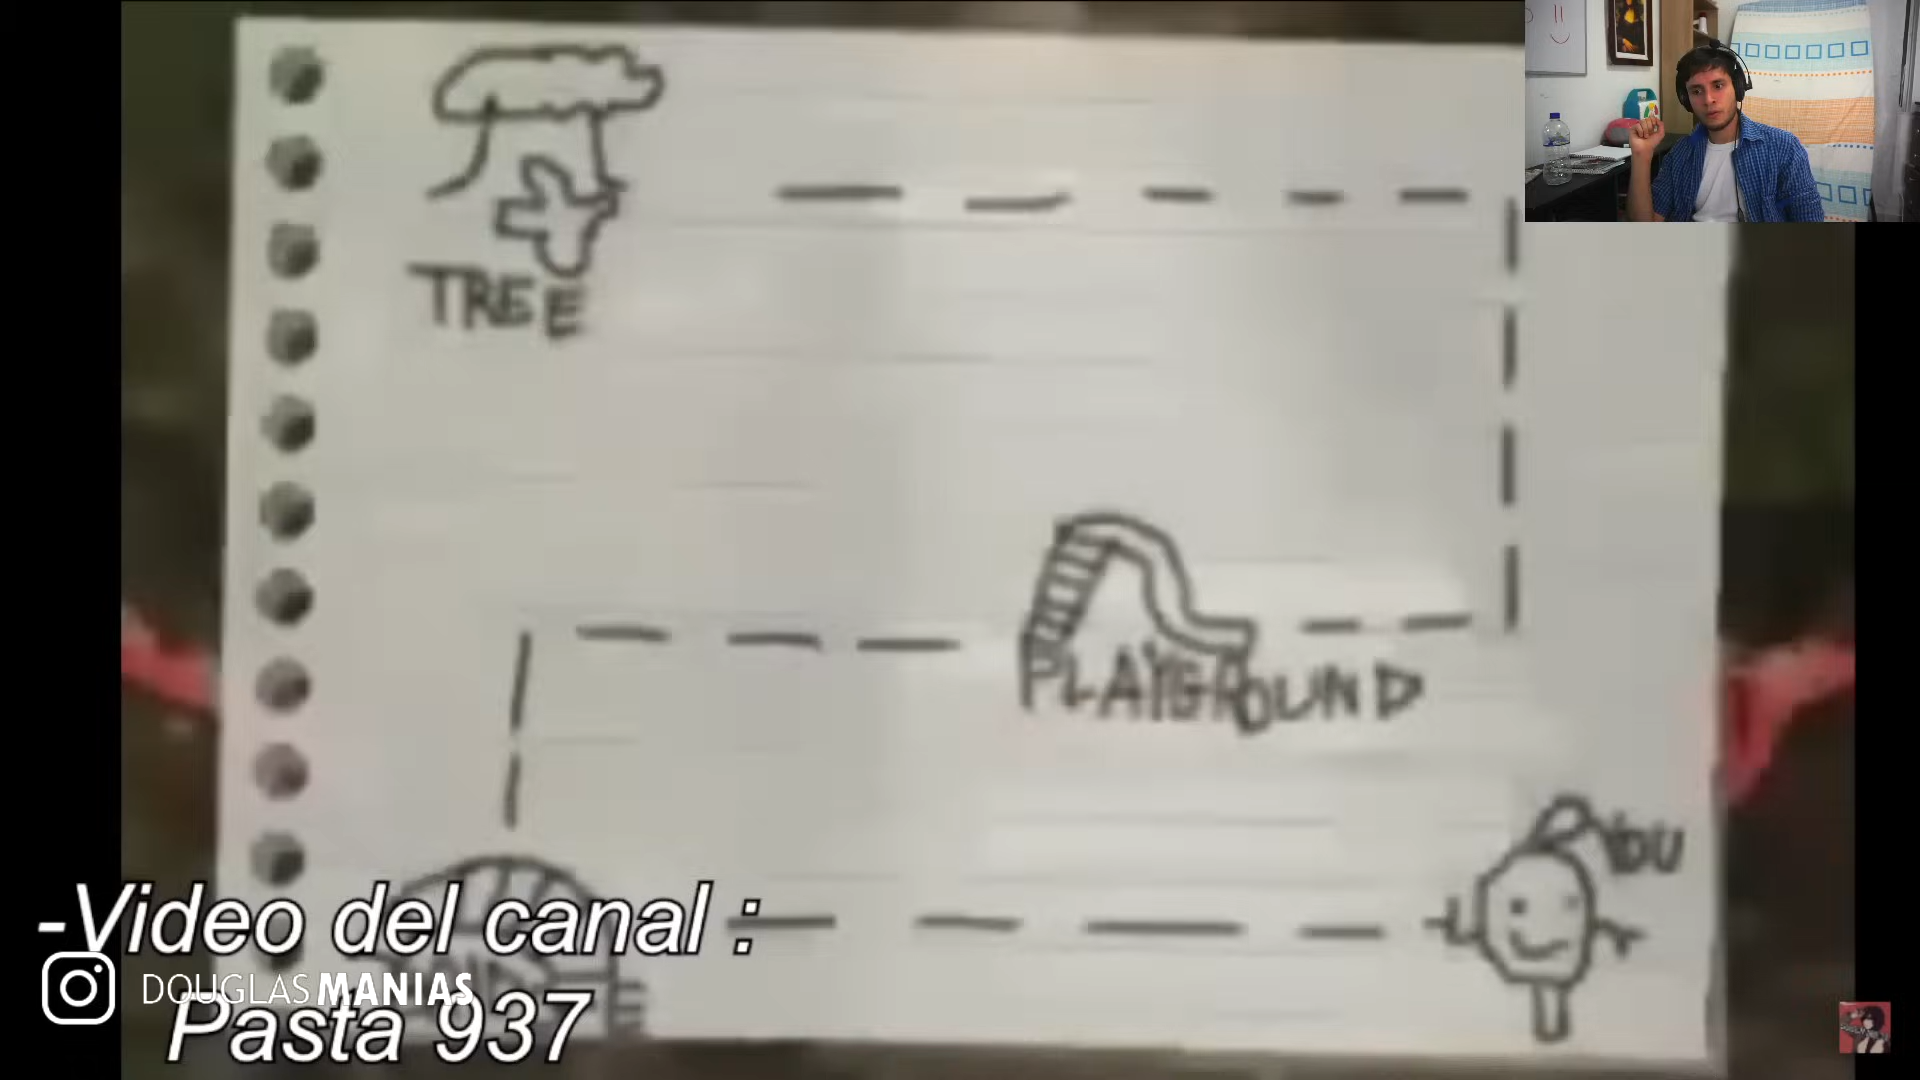 TREE
PLAYGROUND
YOU
-Video del canal :
DOUGLASMANIAS
Pasta 937